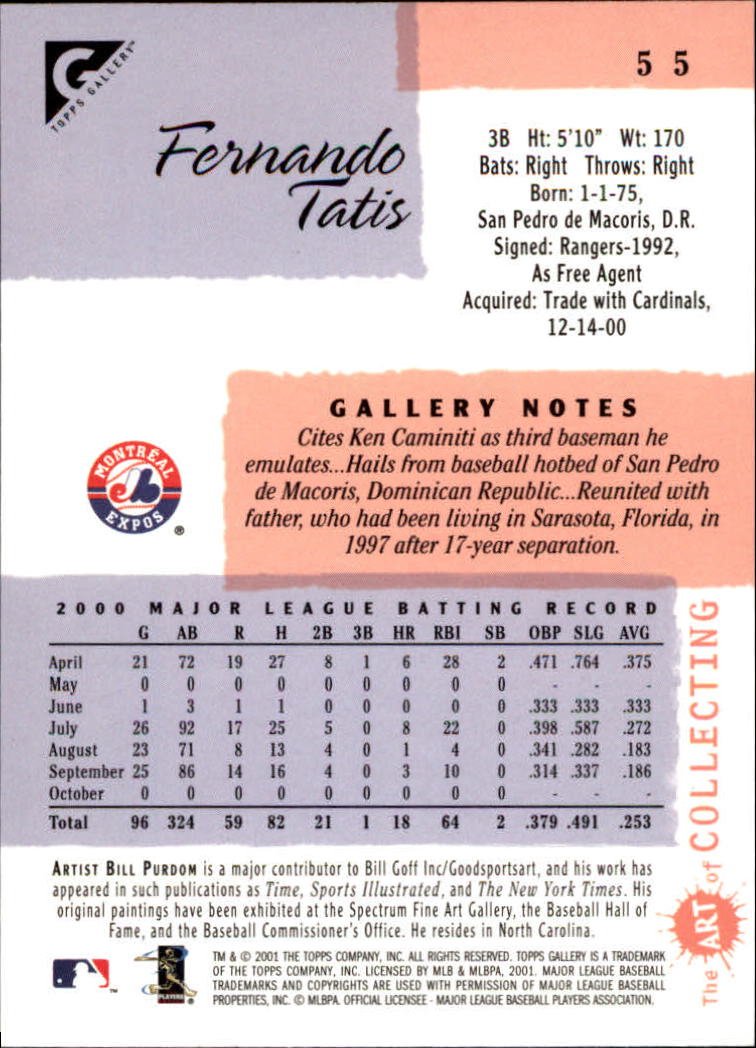 G
TOPPS GALLERY™
5 5
Fernando
Tatis
3B Ht: 5'10" Wt: 170
Bats: Right Throws: Right
Born: 1-1-75,
San Pedro de Macoris, D.R.
Signed: Rangers-1992,
As Free Agent
Acquired: Trade with Cardinals,
12-14-00
GALLERY NOTES
Cites Ken Caminiti as third baseman he
emulates...Hails from baseball hotbed of San Pedro
de Macoris, Dominican Republic...Reunited with
father, who had been living in Sarasota, Florida, in
1997 after 17-year separation.
MONTRÉAL
EXPOS
®
2000 MAJOR LEAGUE BATTING RECORD
G AB R H 2B 3B HR RBI SB OBP SLG AVG
April 21 72 19 27 8 1 6 28 2 .471 .764 .375
May 0 0 0 0 0 0 0 0 0 - - -
June 1 3 1 1 0 0 0 0 0 .333 .333 .333
July 26 92 17 25 5 0 8 22 0 .398 .587 .272
August 23 71 8 13 4 0 1 4 0 .341 .282 .183
September 25 86 14 16 4 0 3 10 0 .314 .337 .186
October 0 0 0 0 0 0 0 0 0 - - -
Total 96 324 59 82 21 1 18 64 2 .379 .491 .253
The ART of COLLECTING
ARTIST BILL PURDOM is a major contributor to Bill Goff Inc/Goodsportsart, and his work has
appeared in such publications as Time, Sports Illustrated, and The New York Times. His
original paintings have been exhibited at the Spectrum Fine Art Gallery, the Baseball Hall of
Fame, and the Baseball Commissioner's Office. He resides in North Carolina.
TM & © 2001 THE TOPPS COMPANY, INC. ALL RIGHTS RESERVED. TOPPS GALLERY IS A TRADEMARK
OF THE TOPPS COMPANY, INC. LICENSED BY MLB & MLBPA, 2001. MAJOR LEAGUE BASEBALL
TRADEMARKS AND COPYRIGHTS ARE USED WITH PERMISSION OF MAJOR LEAGUE BASEBALL
PROPERTIES, INC. © MLBPA. OFFICIAL LICENSEE - MAJOR LEAGUE BASEBALL PLAYERS ASSOCIATION.
™
PLAYERS
®